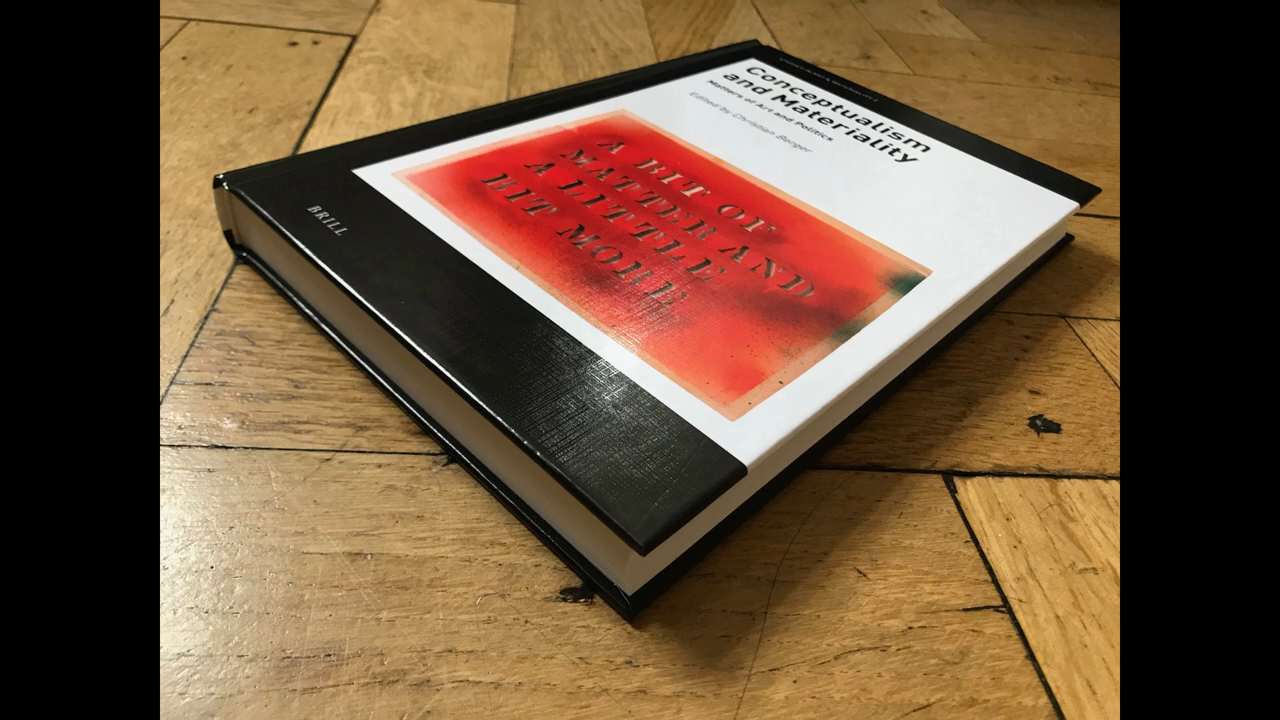 Conceptualism
and Materiality
Matters of Art and Politics
Edited by Christian Berger
A BIT OF
MATTER AND
A LITTLE
BIT MORE
BRILL